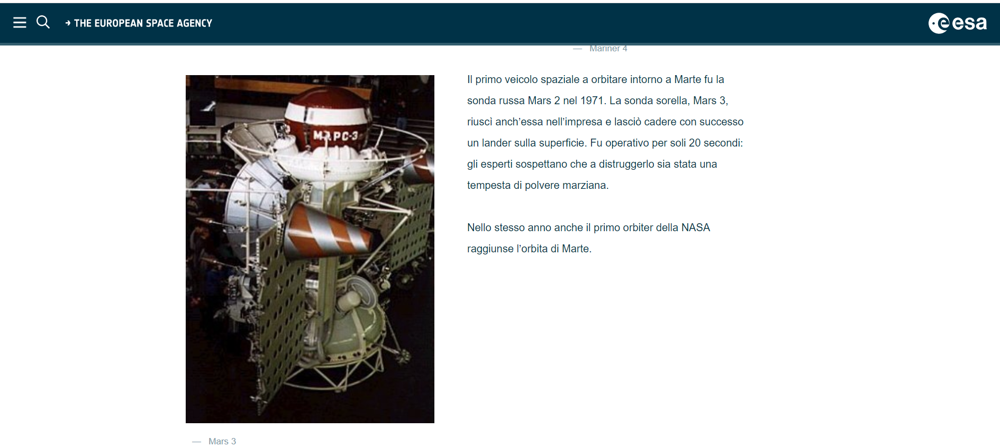 → THE EUROPEAN SPACE AGENCY
esa
— Mariner 4
МАРС-3
Il primo veicolo spaziale a orbitare intorno a Marte fu la
sonda russa Mars 2 nel 1971. La sonda sorella, Mars 3,
riuscì anch’essa nell’impresa e lasciò cadere con successo
un lander sulla superficie. Fu operativo per soli 20 secondi:
gli esperti sospettano che a distruggerlo sia stata una
tempesta di polvere marziana.
Nello stesso anno anche il primo orbiter della NASA
raggiunse l’orbita di Marte.
— Mars 3